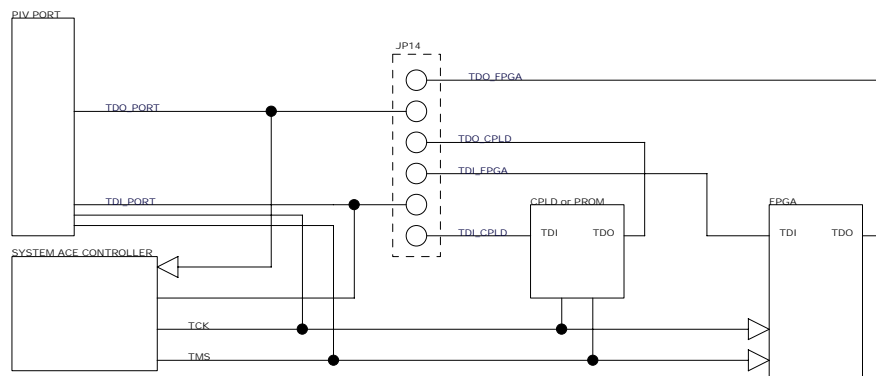 PIV PORT
JP14
TDO_FPGA
TDO_PORT
TDO_CPLD
TDI_FPGA
TDI_PORT
CPLD or PROM
FPGA
TDI_CPLD
TDI
TDO
TDI
TDO
SYSTEM ACE CONTROLLER
TCK
TMS